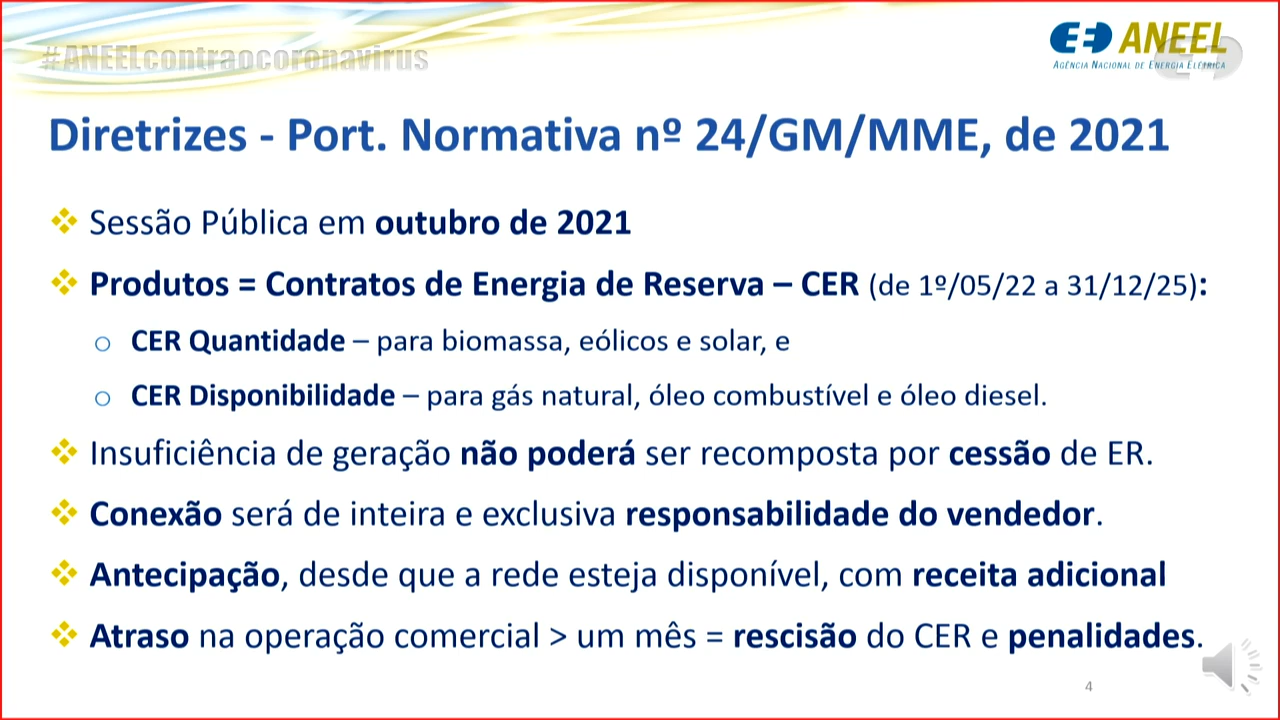 #ANEELcontraocoronavirus
ANEEL
AGÊNCIA NACIONAL DE ENERGIA ELÉTRICA
Diretrizes - Port. Normativa nº 24/GM/MME, de 2021
Sessão Pública em outubro de 2021
Produtos = Contratos de Energia de Reserva – CER (de 1º/05/22 a 31/12/25):
CER Quantidade – para biomassa, eólicos e solar, e
CER Disponibilidade – para gás natural, óleo combustível e óleo diesel.
Insuficiência de geração não poderá ser recomposta por cessão de ER.
Conexão será de inteira e exclusiva responsabilidade do vendedor.
Antecipação, desde que a rede esteja disponível, com receita adicional
Atraso na operação comercial > um mês = rescisão do CER e penalidades.
4